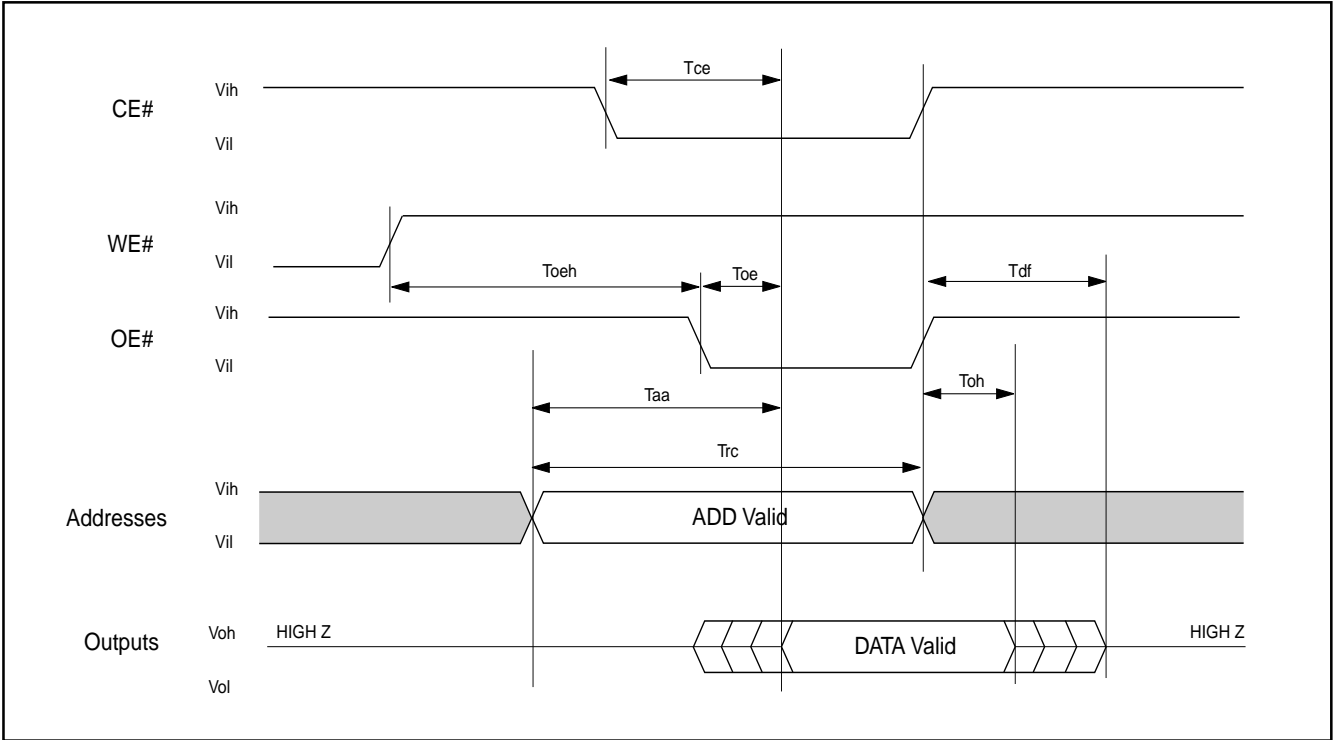 Tce
Vih
CE#
Vil
Vih
WE#
Vil
Toeh
Toe
Tdf
Vih
OE#
Vil
Toh
Taa
Trc
Vih
Addresses
ADD Valid
Vil
Voh
HIGH Z
HIGH Z
Outputs
DATA Valid
Vol